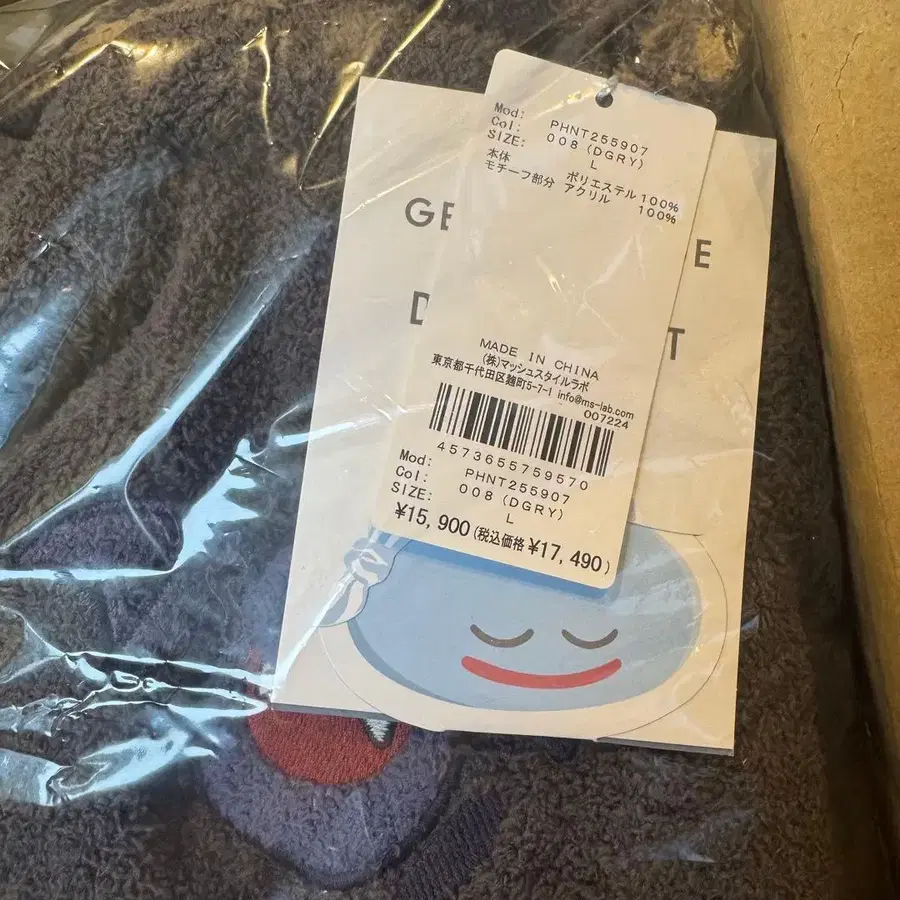 Mod: PHNT255907
Col: 008 (DGRY)
SIZE: L
本体 ポリエステル100%
モチーフ部分 アクリル 100%
GE
E
D
T
MADE IN CHINA
(株)マッシュスタイルラボ
東京都千代田区麹町5-7-1 info@ms-lab.com
007224
4573655759570
Mod: PHNT255907
Col: 008 (DGRY)
SIZE: L
¥15,900(税込価格¥17,490)